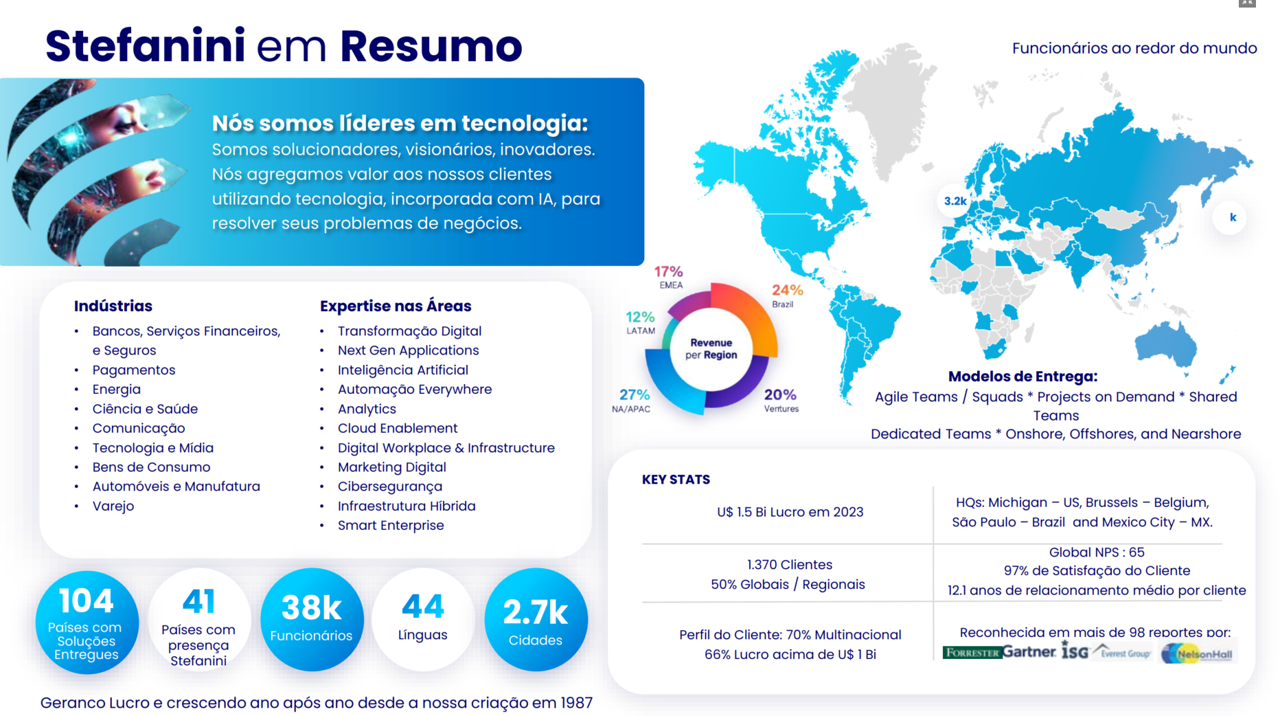 Stefanini em Resumo
Nós somos líderes em tecnologia:
Somos solucionadores, visionários, inovadores.
Nós agregamos valor aos nossos clientes
utilizando tecnologia, incorporada com IA, para
resolver seus problemas de negócios.
Funcionários ao redor do mundo
3.2k
k
Indústrias
• Bancos, Serviços Financeiros,
e Seguros
• Pagamentos
• Energia
• Ciência e Saúde
• Comunicação
• Tecnologia e Mídia
• Bens de Consumo
• Automóveis e Manufatura
• Varejo
Expertise nas Áreas
• Transformação Digital
• Next Gen Applications
• Inteligência Artificial
• Automação Everywhere
• Analytics
• Cloud Enablement
• Digital Workplace & Infrastructure
• Marketing Digital
• Cibersegurança
• Infraestrutura Híbrida
• Smart Enterprise
17%
EMEA
24%
Brazil
12%
LATAM
Revenue
per Region
27%
NA/APAC
20%
Ventures
Modelos de Entrega:
Agile Teams / Squads * Projects on Demand * Shared
Teams
Dedicated Teams * Onshore, Offshores, and Nearshore
KEY STATS
U$ 1.5 Bi Lucro em 2023
HQs: Michigan – US, Brussels – Belgium,
São Paulo – Brazil and Mexico City – MX.
1.370 Clientes
50% Globais / Regionais
Global NPS : 65
97% de Satisfação do Cliente
12.1 anos de relacionamento médio por cliente
Perfil do Cliente: 70% Multinacional
66% Lucro acima de U$ 1 Bi
Reconhecida em mais de 98 reportes por:
FORRESTER Gartner ISG Everest Group NelsonHall
104
Países com
Soluções
Entregues
41
Países com
presença
Stefanini
38k
Funcionários
44
Línguas
2.7k
Cidades
Geranco Lucro e crescendo ano após ano desde a nossa criação em 1987